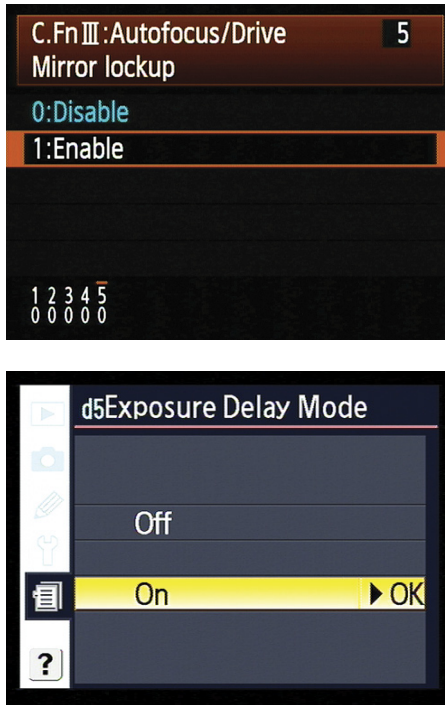 C.Fn III:Autofocus/Drive 5
Mirror lockup
0:Disable
1:Enable
1 2 3 4 5
0 0 0 0 0
d5Exposure Delay Mode
Off
On ▶ OK
?